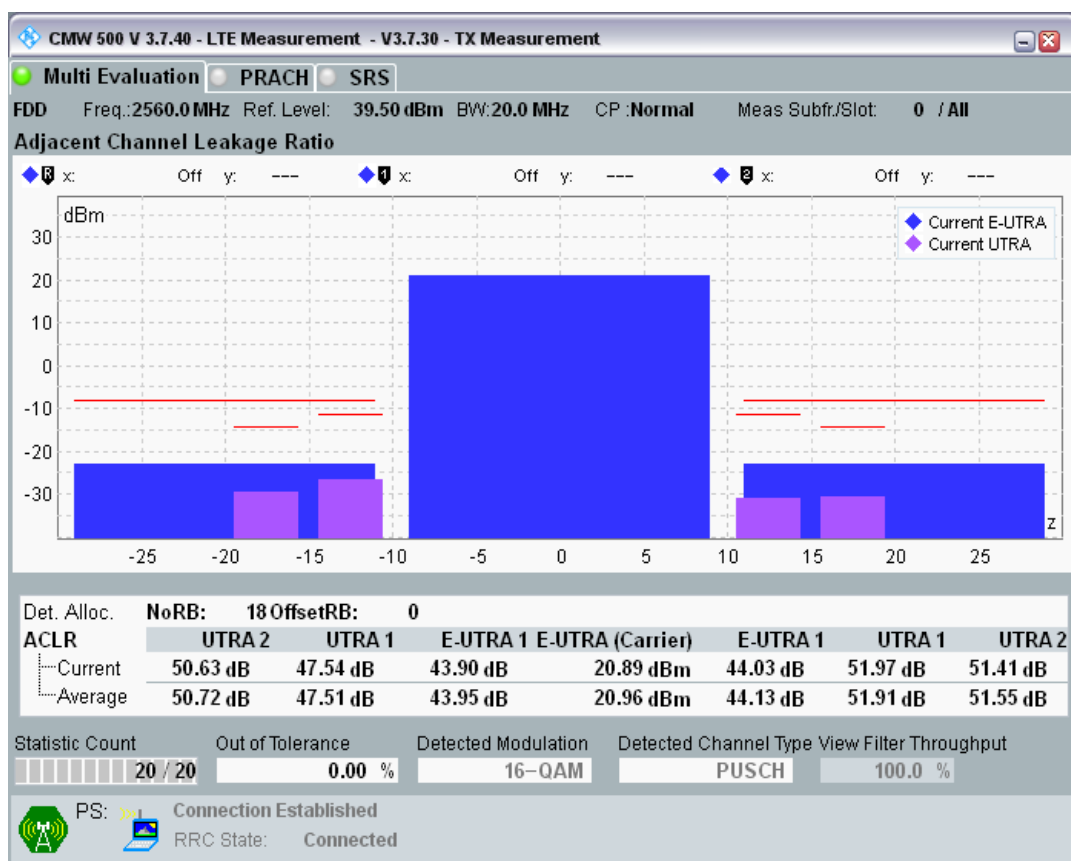 CMW 500 V 3.7.40 - LTE Measurement - V3.7.30 - TX Measurement
Multi Evaluation PRACH SRS
FDD Freq.:2560.0 MHz Ref. Level: 39.50 dBm BW:20.0 MHz CP :Normal Meas Subfr./Slot: 0 / All
Adjacent Channel Leakage Ratio
R x: Off y: --- 1 x: Off y: --- 2 x: Off y: ---
dBm
Current E-UTRA
Current UTRA
30
20
10
0
-10
-20
-30
z
-25 -20 -15 -10 -5 0 5 10 15 20 25
Det. Alloc. NoRB: 18 OffsetRB: 0
ACLR UTRA 2 UTRA 1 E-UTRA 1 E-UTRA (Carrier) E-UTRA 1 UTRA 1 UTRA 2
Current 50.63 dB 47.54 dB 43.90 dB 20.89 dBm 44.03 dB 51.97 dB 51.41 dB
Average 50.72 dB 47.51 dB 43.95 dB 20.96 dBm 44.13 dB 51.91 dB 51.55 dB
Statistic Count Out of Tolerance Detected Modulation Detected Channel Type View Filter Throughput
20 / 20 0.00 % 16-QAM PUSCH 100.0 %
PS: Connection Established
RRC State: Connected